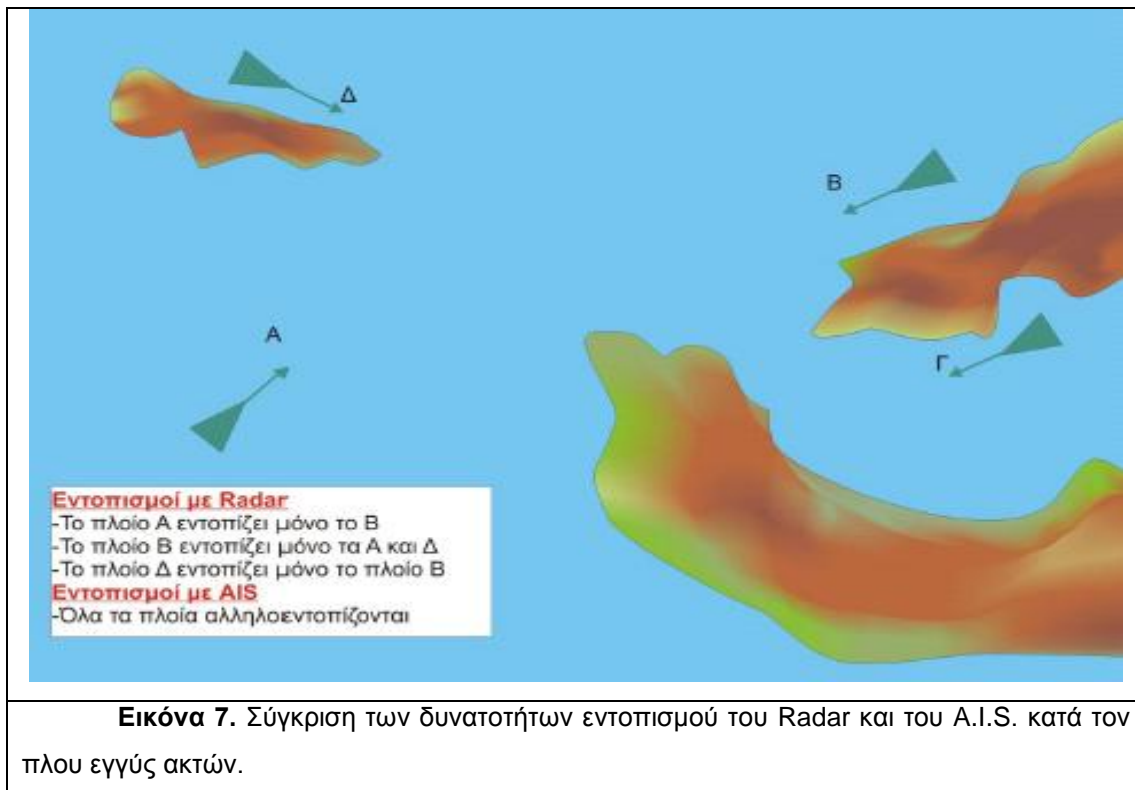 Δ
Β
Α
Γ
Εντοπισμοί με Radar
-Το πλοίο Α εντοπίζει μόνο το Β
-Το πλοίο Β εντοπίζει μόνο τα Α και Δ
-Το πλοίο Δ εντοπίζει μόνο το πλοίο Β
Εντοπισμοί με AIS
-Όλα τα πλοία αλληλοεντοπίζονται
Εικόνα 7. Σύγκριση των δυνατοτήτων εντοπισμού του Radar και του A.I.S. κατά τον
πλου εγγύς ακτών.